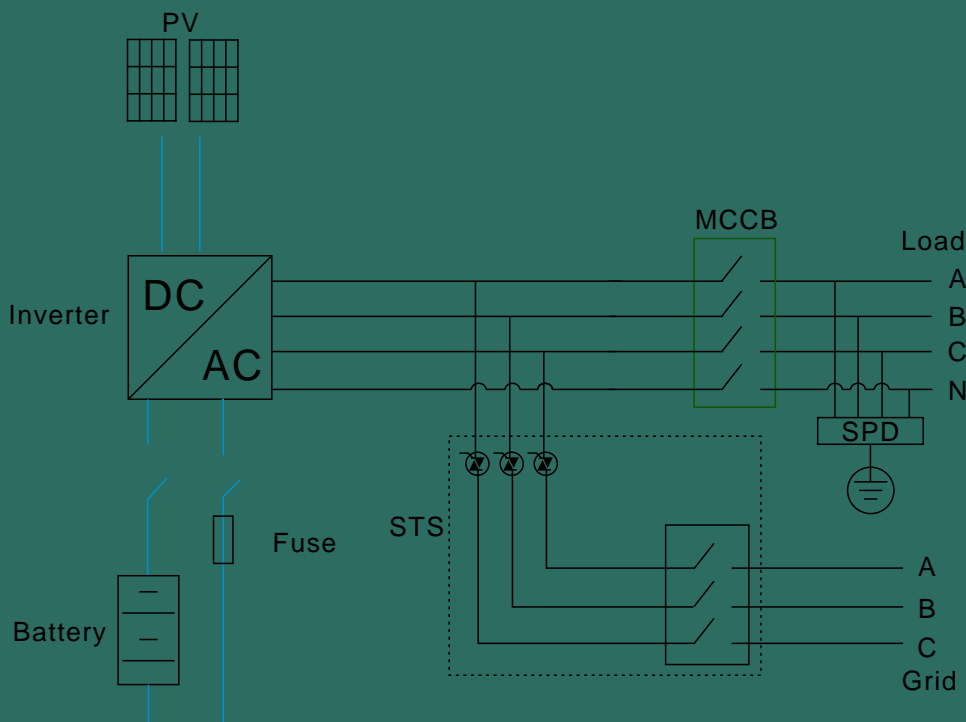 PV
MCCB
Load
A
DC
Inverter
B
AC
C
N
SPD
STS
Fuse
A
B
Battery
C
Grid